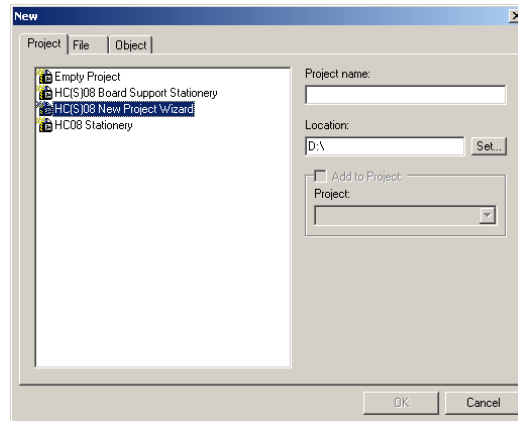 New
Project File Object
Empty Project
HC(S)08 Board Support Stationery
HC(S)08 New Project Wizard
HC08 Stationery
Project name:
Location:
D:\
Set...
Add to Project:
Project:
OK Cancel